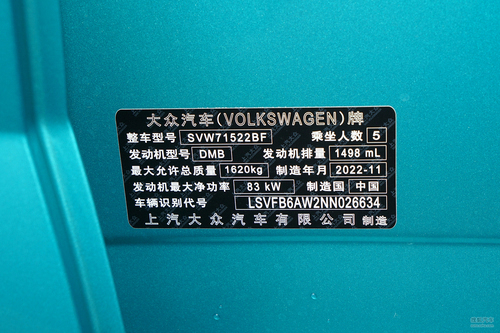 大众汽车(VOLKSWAGEN)牌
整车型号 SVW71522BF 乘坐人数 5
发动机型号 DMB 发动机排量 1498 mL
最大允许总质量 1620kg 制造年月 2022-11
发动机最大净功率 83 kW 制造国 中国
车辆识别代号 LSVFB6AW2NN026634
上汽大众汽车有限公司 制造